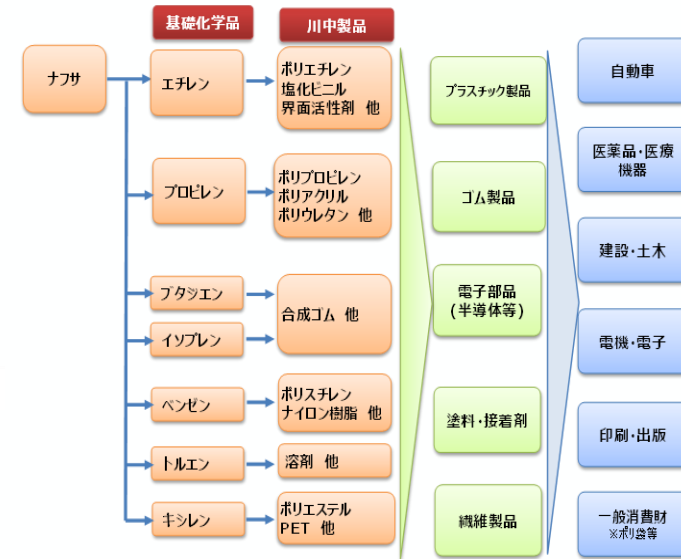 基礎化学品
川中製品
ナフサ
エチレン
ポリエチレン
塩化ビニル
界面活性剤 他
プロピレン
ポリプロピレン
ポリアクリル
ポリウレタン 他
ブタジエン
イソプレン
合成ゴム 他
ベンゼン
ポリスチレン
ナイロン樹脂 他
トルエン
溶剤 他
キシレン
ポリエステル
PET 他
プラスチック製品
ゴム製品
電子部品
(半導体等)
塗料・接着剤
繊維製品
自動車
医薬品・医療
機器
建設・土木
電機・電子
印刷・出版
一般消費財
※ポリ袋等